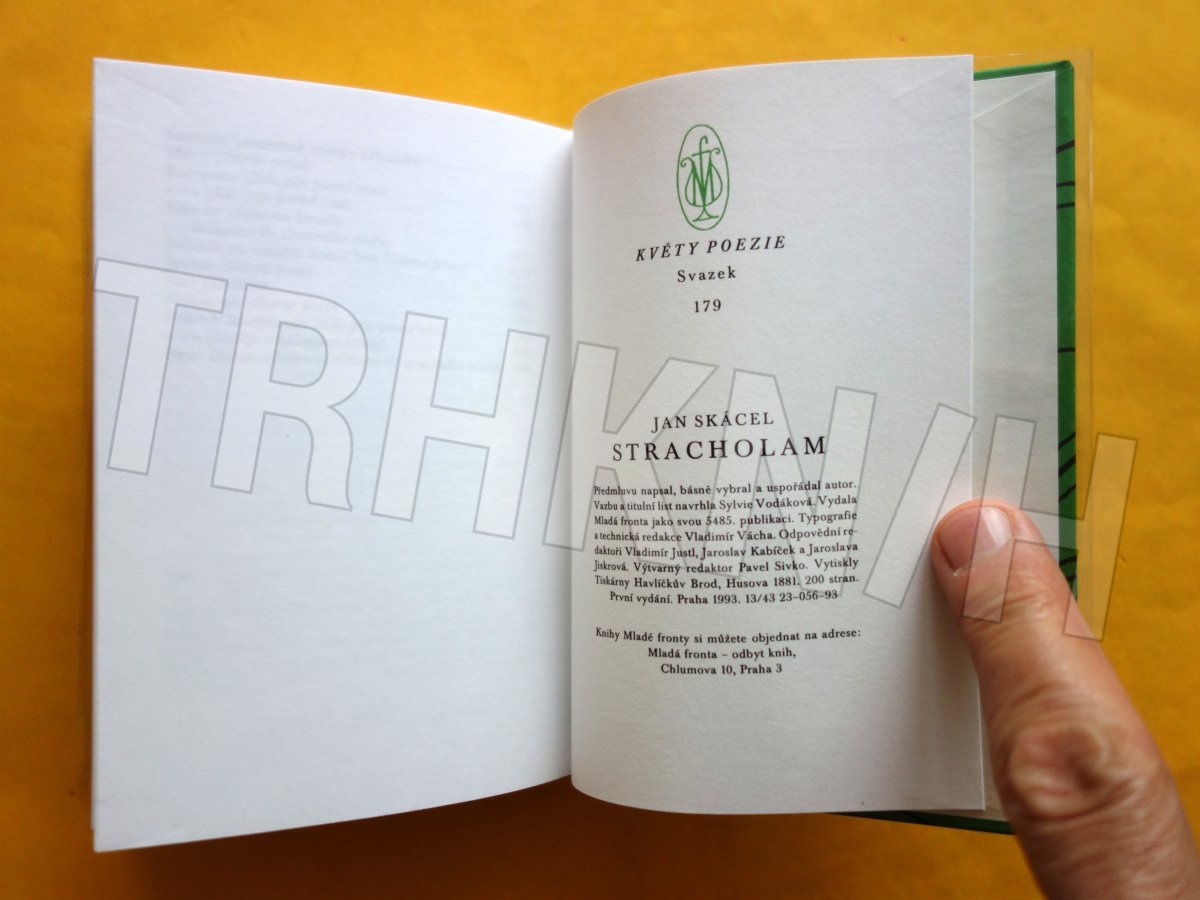 KVĚTY POEZIE
Svazek
179
JAN SKÁCEL
STRACHOLAM
Předmluvu napsal, básně vybral a uspořádal autor.
Vazbu a titulní list navrhla Sylvie Vodáková. Vydala
Mladá fronta jako svou 5485. publikaci. Typografie
a technická redakce Vladimír Vácha. Odpovědní re-
daktoři Vladimír Justl, Jaroslav Kabíček a Jaroslava
Jiskrová. Výtvarný redaktor Pavel Sivko. Vytiskly
Tiskárny Havlíčkův Brod, Husova 1881. 200 stran.
První vydání. Praha 1993. 13/43 23–056–93
Knihy Mladé fronty si můžete objednat na adrese:
Mladá fronta – odbyt knih,
Chlumova 10, Praha 3
TRHKNIH